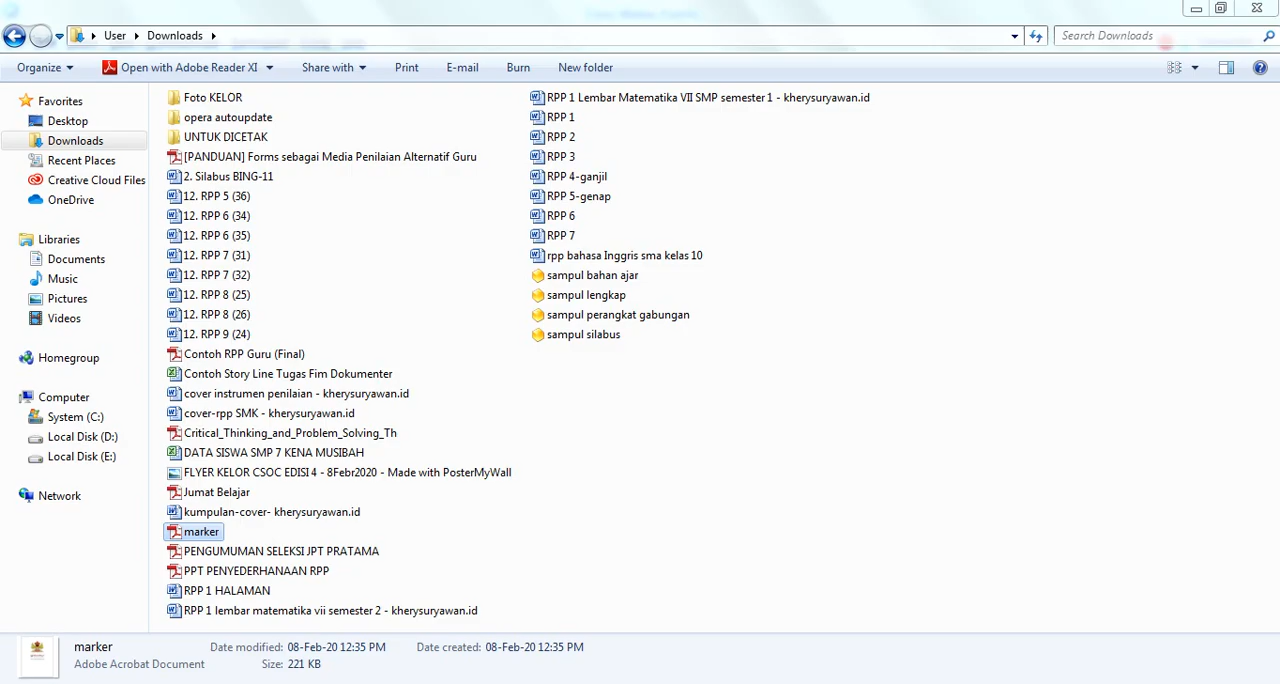 User Downloads
Search Downloads
Organize Open with Adobe Reader XI Share with Print E-mail Burn New folder
Favorites
Desktop
Downloads
Recent Places
Creative Cloud Files
OneDrive
Libraries
Documents
Music
Pictures
Videos
Homegroup
Computer
System (C:)
Local Disk (D:)
Local Disk (E:)
Network
Foto KELOR
opera autoupdate
UNTUK DICETAK
[PANDUAN] Forms sebagai Media Penilaian Alternatif Guru
2. Silabus BING-11
12. RPP 5 (36)
12. RPP 6 (34)
12. RPP 6 (35)
12. RPP 7 (31)
12. RPP 7 (32)
12. RPP 8 (25)
12. RPP 8 (26)
12. RPP 9 (24)
Contoh RPP Guru (Final)
Contoh Story Line Tugas Fim Dokumenter
cover instrumen penilaian - kherysuryawan.id
cover-rpp SMK - kherysuryawan.id
Critical_Thinking_and_Problem_Solving_Th
DATA SISWA SMP 7 KENA MUSIBAH
FLYER KELOR CSOC EDISI 4 - 8Febr2020 - Made with PosterMyWall
Jumat Belajar
kumpulan-cover- kherysuryawan.id
marker
PENGUMUMAN SELEKSI JPT PRATAMA
PPT PENYEDERHANAAN RPP
RPP 1 HALAMAN
RPP 1 lembar matematika vii semester 2 - kherysuryawan.id
RPP 1 Lembar Matematika VII SMP semester 1 - kherysuryawan.id
RPP 1
RPP 2
RPP 3
RPP 4-ganjil
RPP 5-genap
RPP 6
RPP 7
rpp bahasa Inggris sma kelas 10
sampul bahan ajar
sampul lengkap
sampul perangkat gabungan
sampul silabus
marker Date modified: 08-Feb-20 12:35 PM Date created: 08-Feb-20 12:35 PM
Adobe Acrobat Document Size: 221 KB